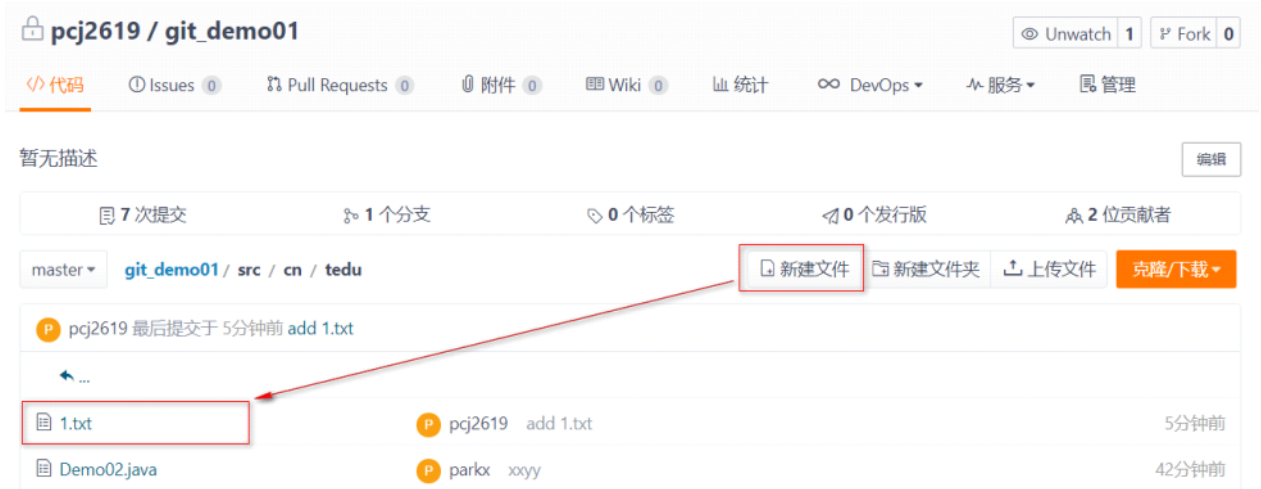 pcj2619 / git_demo01
Unwatch 1 Fork 0
</> 代码 Issues 0 Pull Requests 0 附件 0 Wiki 0 统计 DevOps 服务 管理
暂无描述 编辑
7 次提交 1 个分支 0 个标签 0 个发行版 2 位贡献者
master git_demo01 / src / cn / tedu 新建文件 新建文件夹 上传文件 克隆/下载
P pcj2619 最后提交于 5分钟前 add 1.txt
...
1.txt P pcj2619 add 1.txt 5分钟前
Demo02.java P parkx xxyy 42分钟前